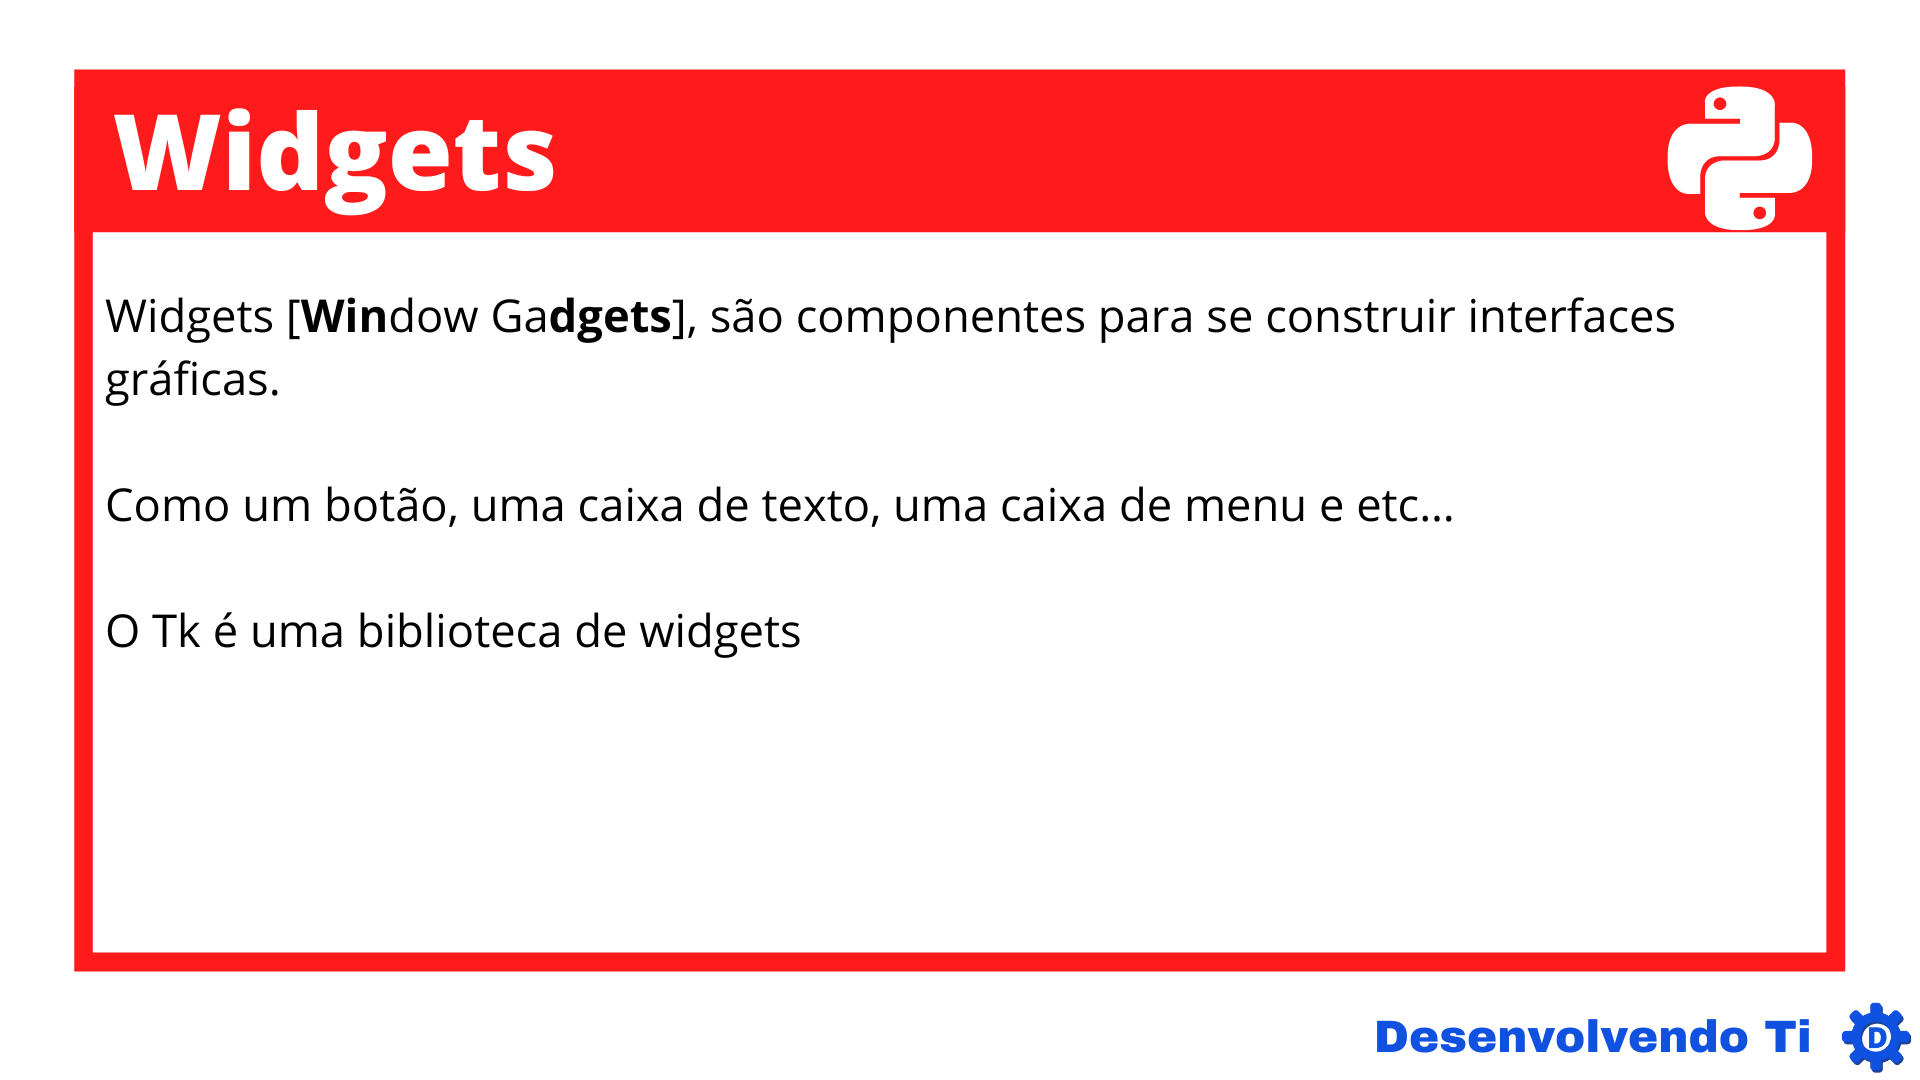 Widgets
Widgets [Window Gadgets], são componentes para se construir interfaces
gráficas.
Como um botão, uma caixa de texto, uma caixa de menu e etc...
O Tk é uma biblioteca de widgets
Desenvolvendo Ti
D